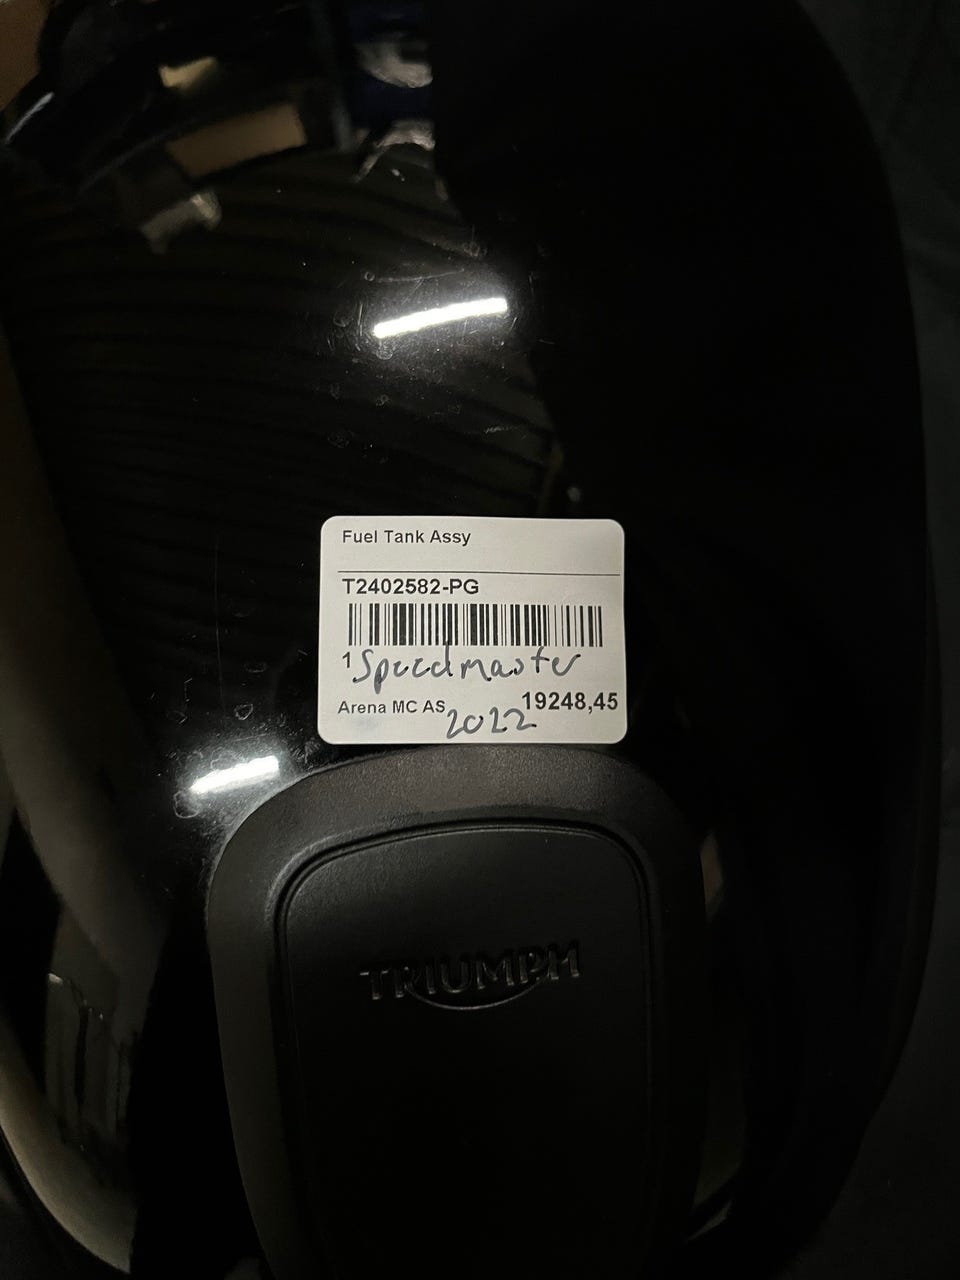 Fuel Tank Assy
T2402582-PG
1 Speedmaster
Arena MC AS 2022 19248,45
TRIUMPH